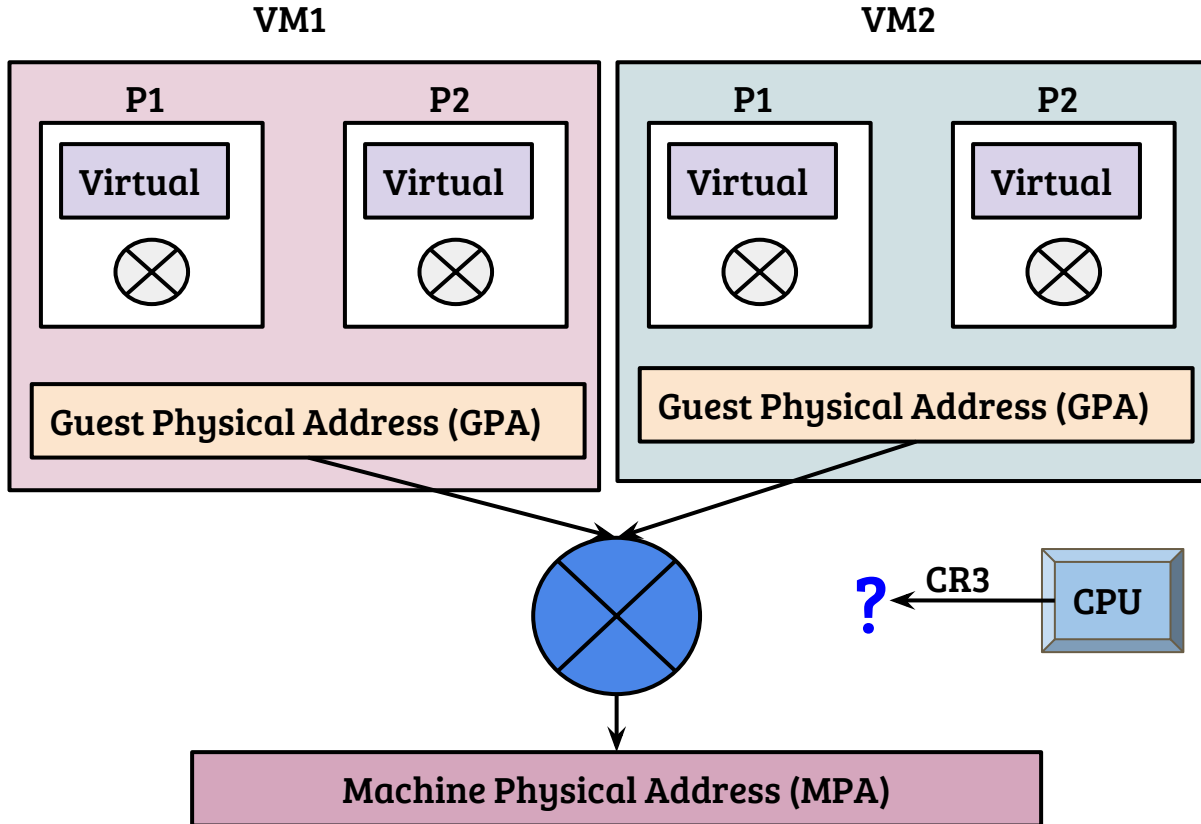 VM1
VM2
P1
P2
P1
P2
Virtual
Virtual
Virtual
Virtual
Guest Physical Address (GPA)
Guest Physical Address (GPA)
?
CR3
CPU
Machine Physical Address (MPA)